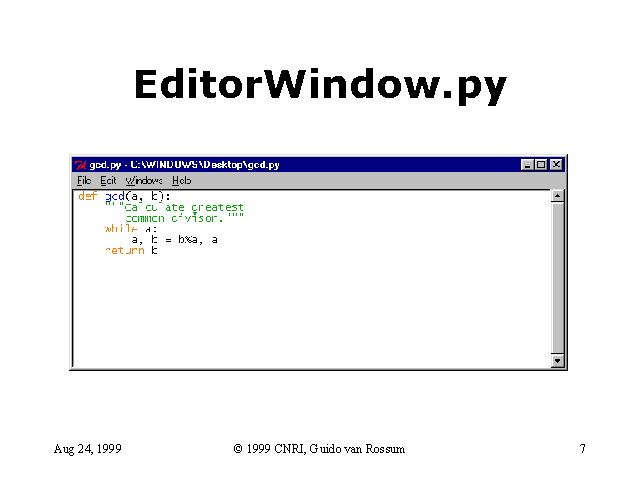 EditorWindow.py
gcd.py - C:\WINDOWS\Desktop\gcd.py
File Edit Windows Help
def gcd(a, b):
"""Calculate greatest
common divisor."""
while a:
a, b = b%a, a
return b
Aug 24, 1999
© 1999 CNRI, Guido van Rossum
7